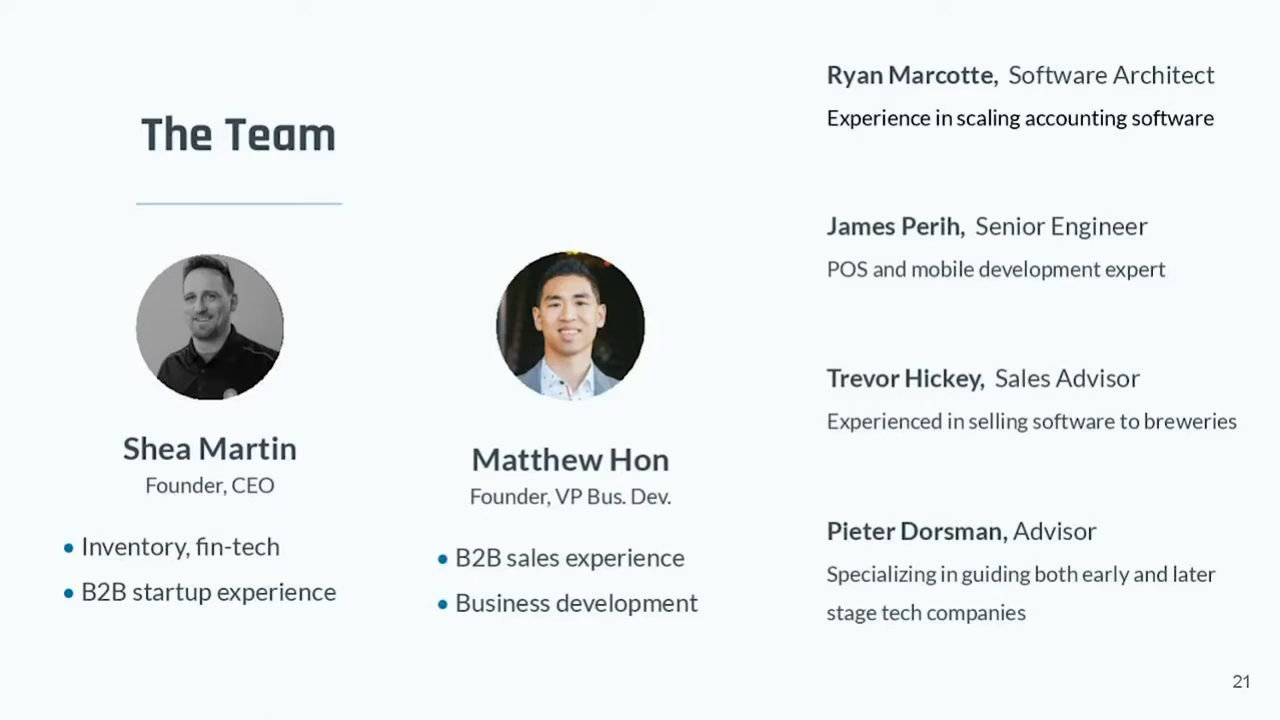 The Team
Shea Martin
Founder, CEO
• Inventory, fin-tech
• B2B startup experience
Matthew Hon
Founder, VP Bus. Dev.
• B2B sales experience
• Business development
Ryan Marcotte, Software Architect
Experience in scaling accounting software
James Perih, Senior Engineer
POS and mobile development expert
Trevor Hickey, Sales Advisor
Experienced in selling software to breweries
Pieter Dorsman, Advisor
Specializing in guiding both early and later
stage tech companies
21